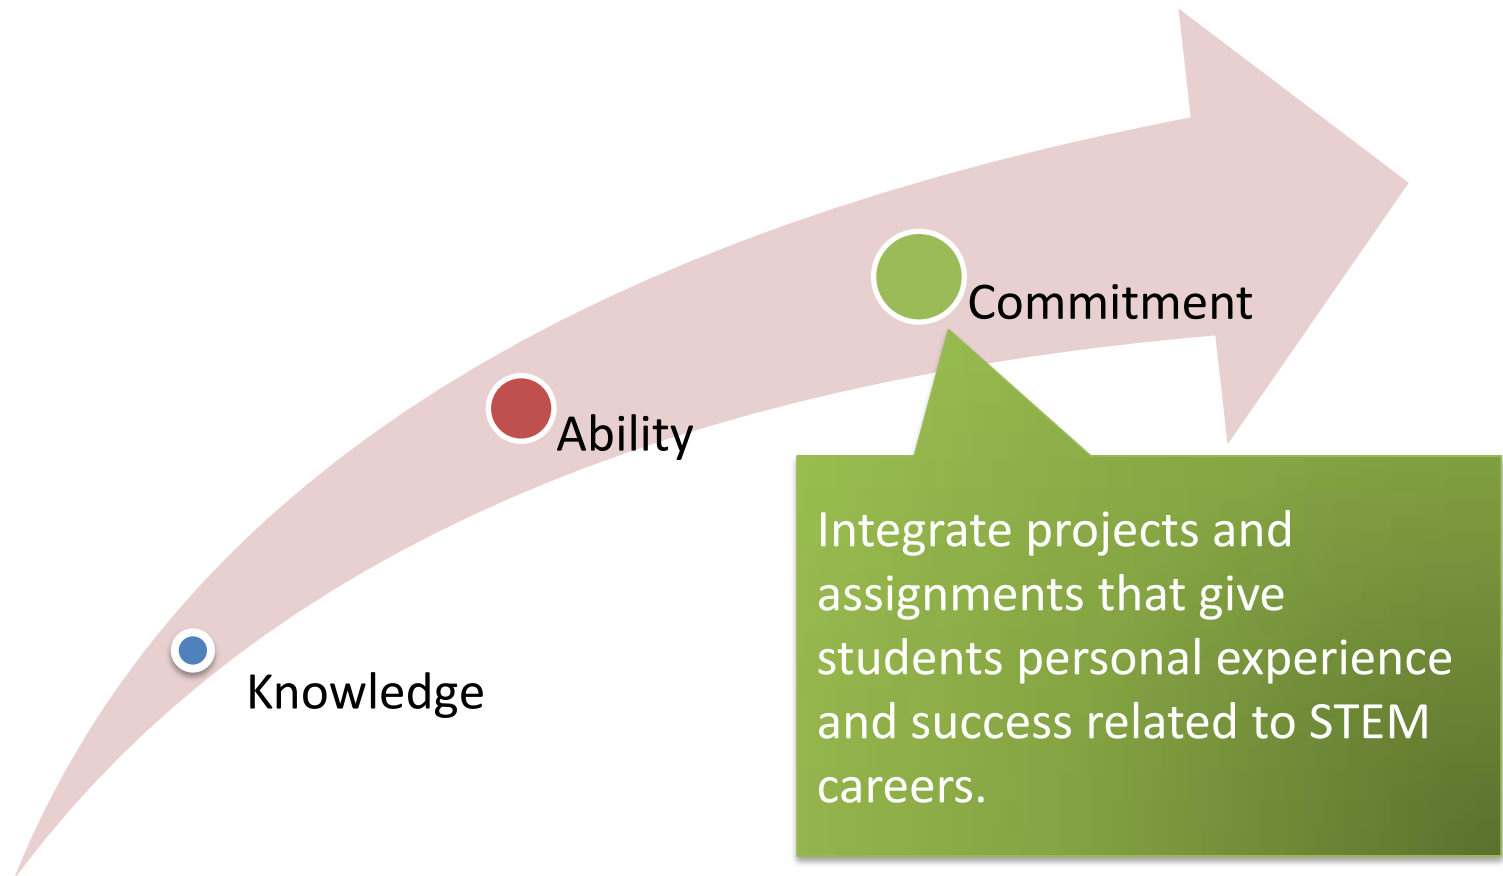 Commitment
Ability
Knowledge
Integrate projects and
assignments that give
students personal experience
and success related to STEM
careers.